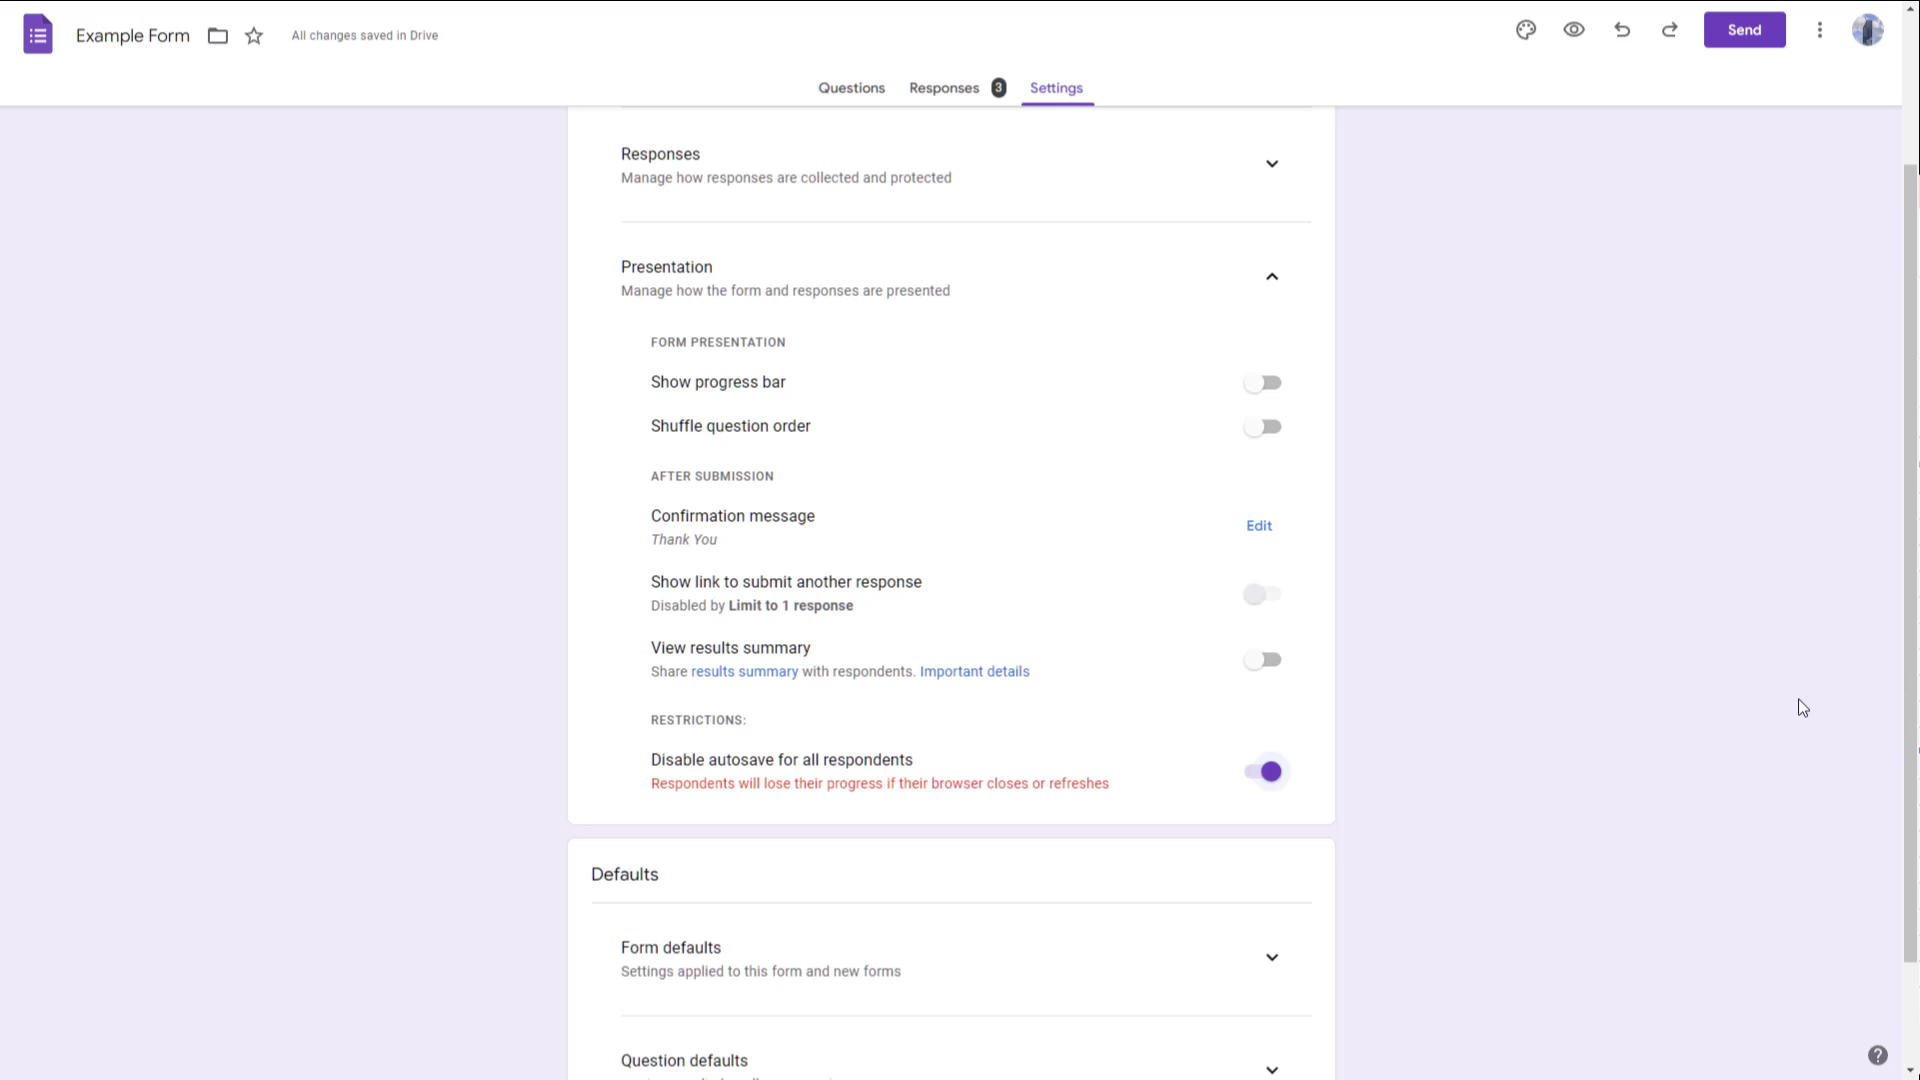 Example Form
All changes saved in Drive
Send
Questions
Responses 3
Settings
Responses
Manage how responses are collected and protected
Presentation
Manage how the form and responses are presented
FORM PRESENTATION
Show progress bar
Shuffle question order
AFTER SUBMISSION
Confirmation message
Edit
Thank You
Show link to submit another response
Disabled by Limit to 1 response
View results summary
Share results summary with respondents. Important details
RESTRICTIONS:
Disable autosave for all respondents
Respondents will lose their progress if their browser closes or refreshes
Defaults
Form defaults
Settings applied to this form and new forms
Question defaults